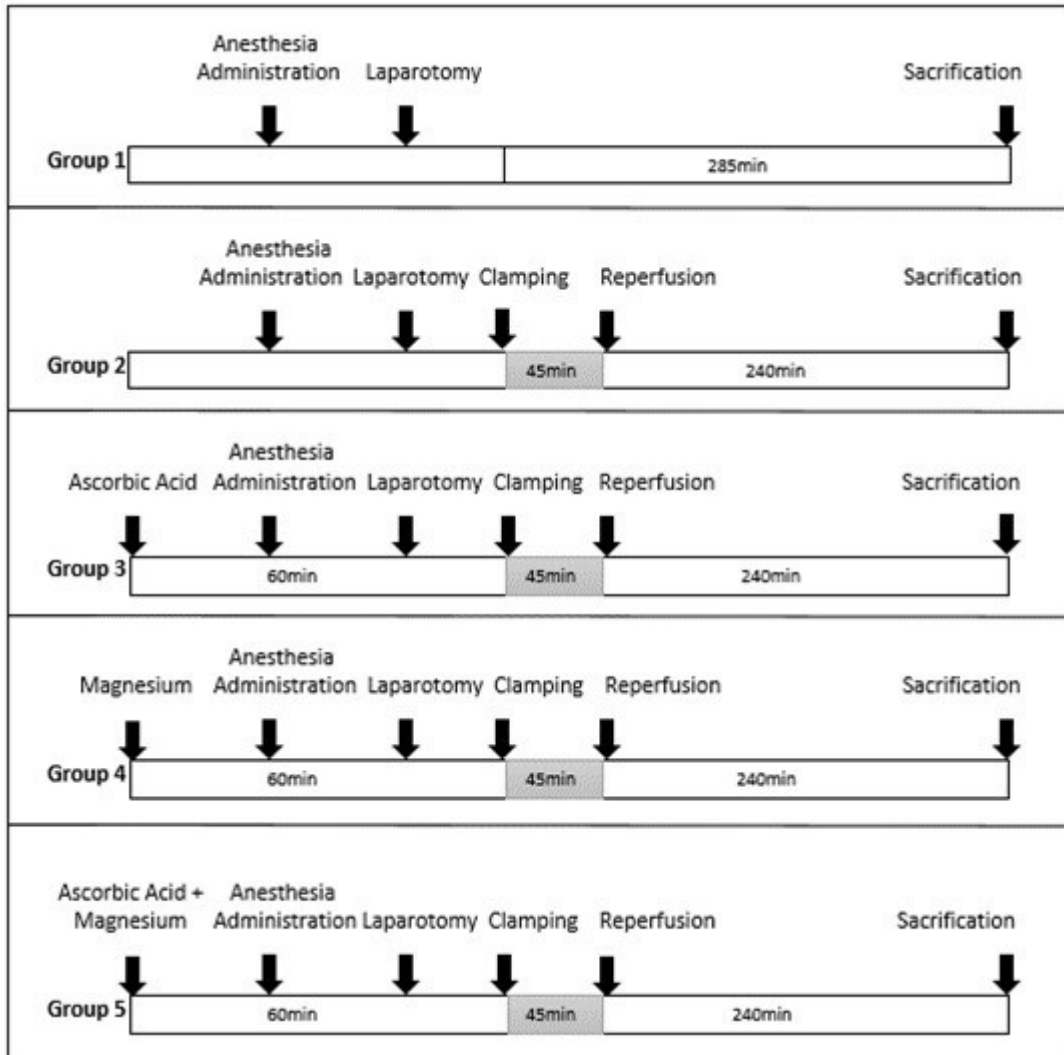 Anesthesia
Administration Laparotomy Sacrification
Group 1 285min
Anesthesia
Administration Laparotomy Clamping Reperfusion Sacrification
Group 2 45min 240min
Anesthesia
Ascorbic Acid Administration Laparotomy Clamping Reperfusion Sacrification
Group 3 60min 45min 240min
Anesthesia
Magnesium Administration Laparotomy Clamping Reperfusion Sacrification
Group 4 60min 45min 240min
Ascorbic Acid + Anesthesia
Magnesium Administration Laparotomy Clamping Reperfusion Sacrification
Group 5 60min 45min 240min